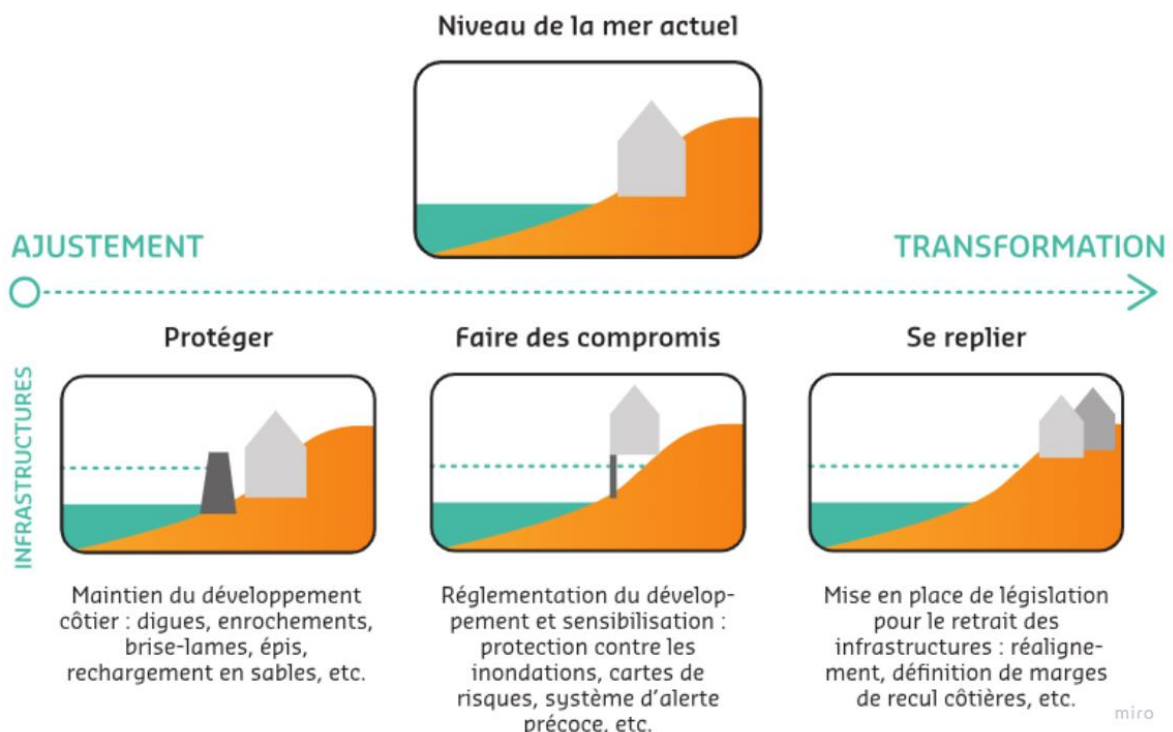 Niveau de la mer actuel
AJUSTEMENT
TRANSFORMATION
Protéger
Faire des compromis
Se replier
INFRASTRUCTURES
Maintien du développement
côtier : digues, enrochements,
brise-lames, épis,
rechargement en sables, etc.
Réglementation du dévelop-
pement et sensibilisation :
protection contre les
inondations, cartes de
risques, système d'alerte
précoce, etc.
Mise en place de législation
pour le retrait des
infrastructures : réaligne-
ment, définition de marges
de recul côtières, etc.
miro